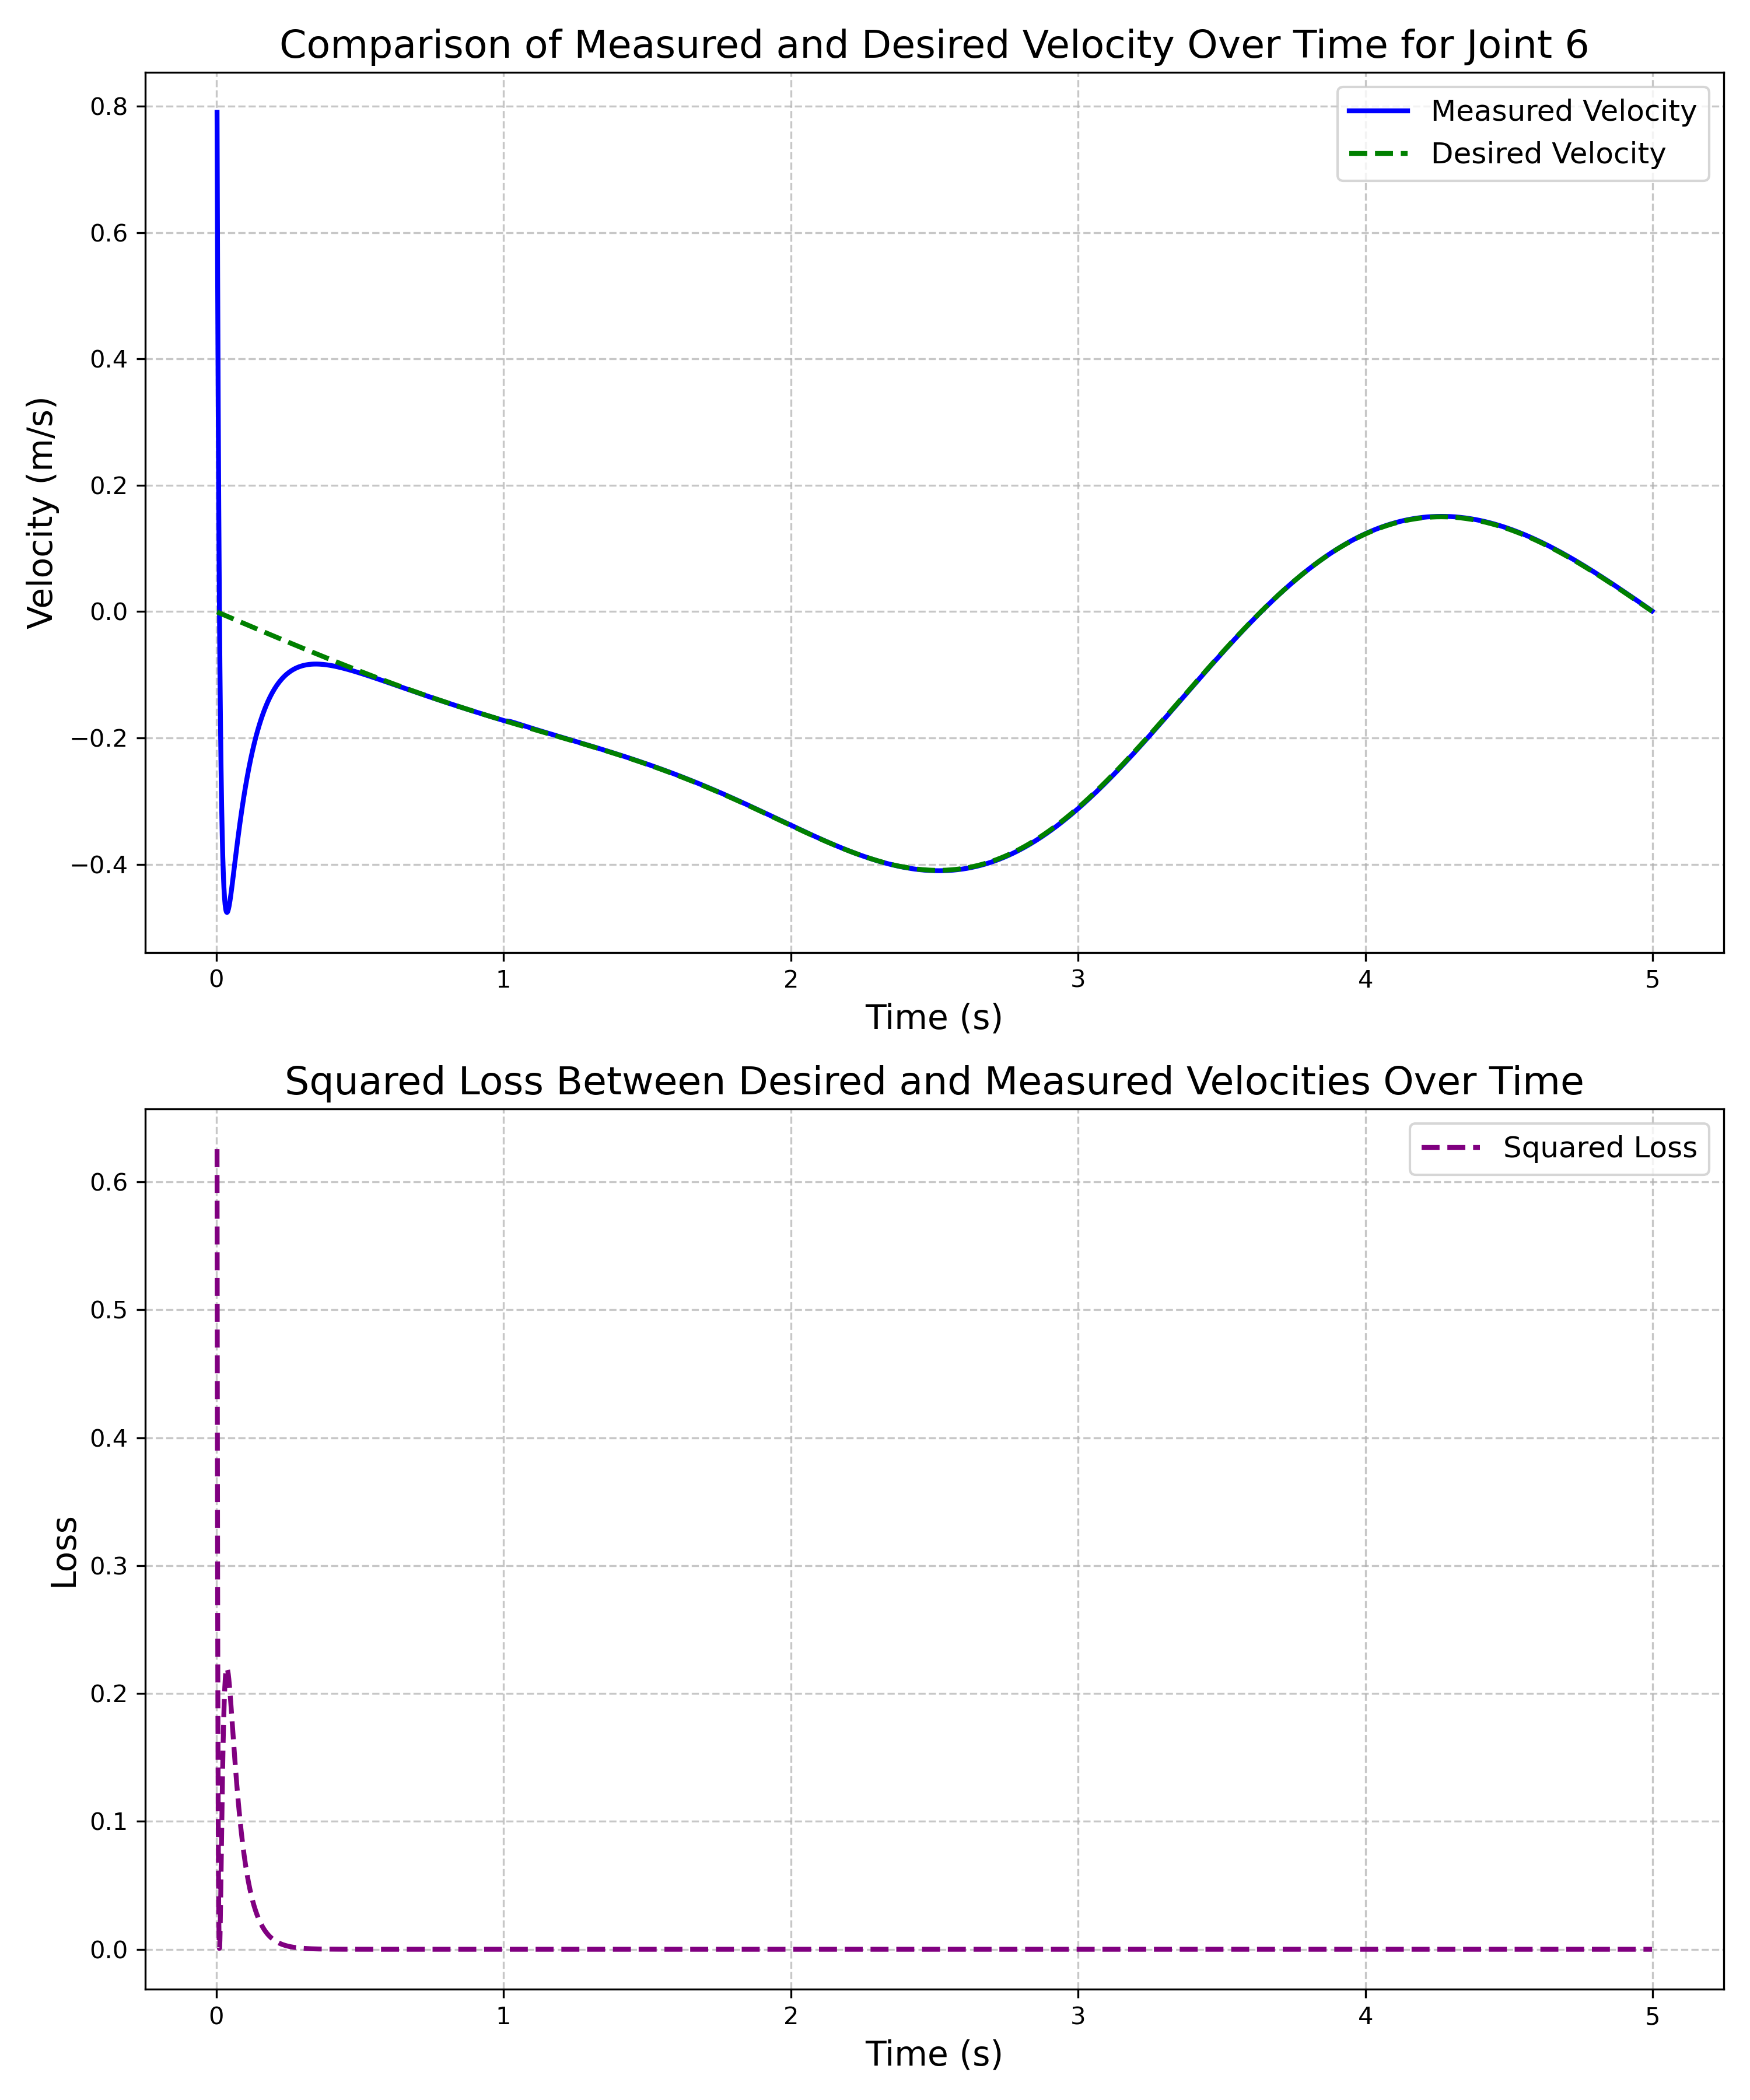 Comparison of Measured and Desired Velocity Over Time for Joint 6
Measured Velocity
Desired Velocity
Velocity (m/s)
0.8
0.6
0.4
0.2
0.0
−0.2
−0.4
0 1 2 3 4 5
Time (s)
Squared Loss Between Desired and Measured Velocities Over Time
Squared Loss
Loss
0.6
0.5
0.4
0.3
0.2
0.1
0.0
0 1 2 3 4 5
Time (s)